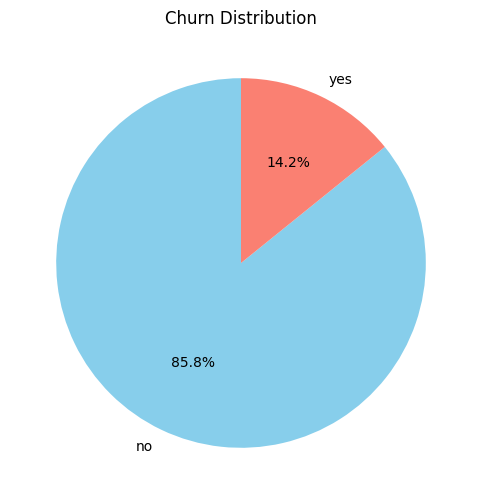 Churn Distribution
yes
14.2%
85.8%
no